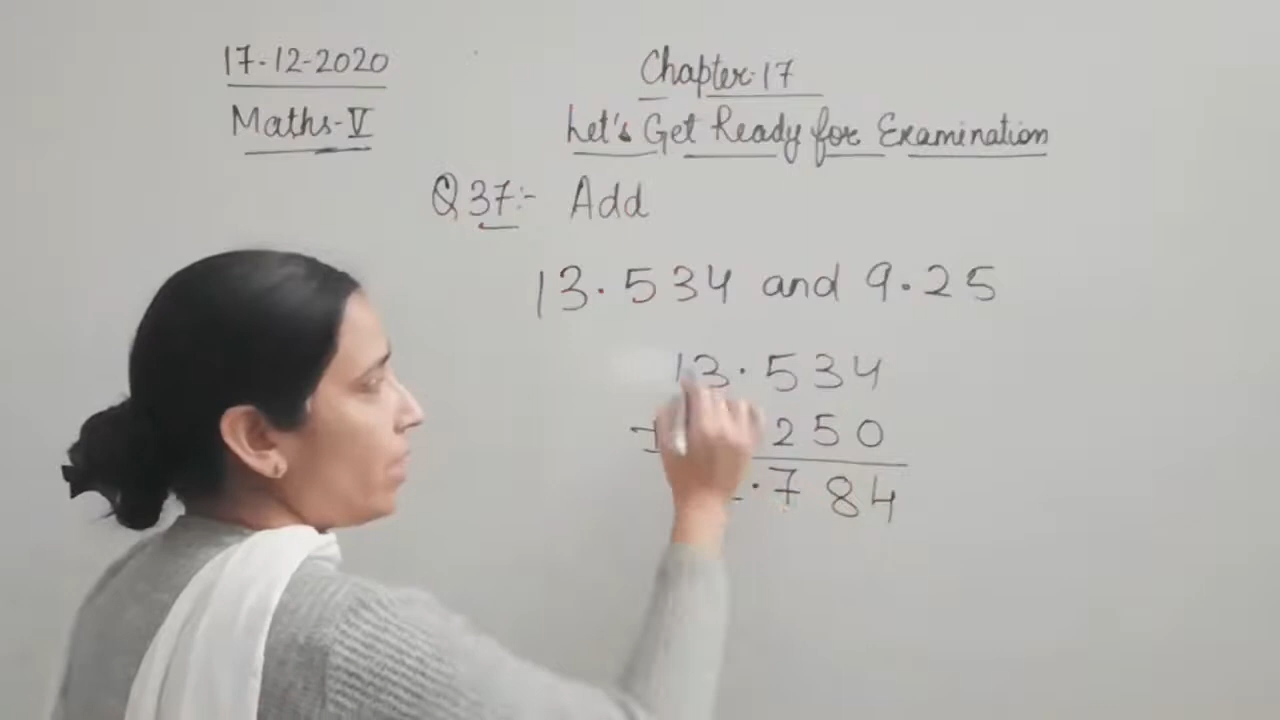 17-12-2020
Maths-V
Chapter-17
Let's Get Ready for Examination
Q 37:- Add
13.534 and 9.25
13.534
+ 250
.784